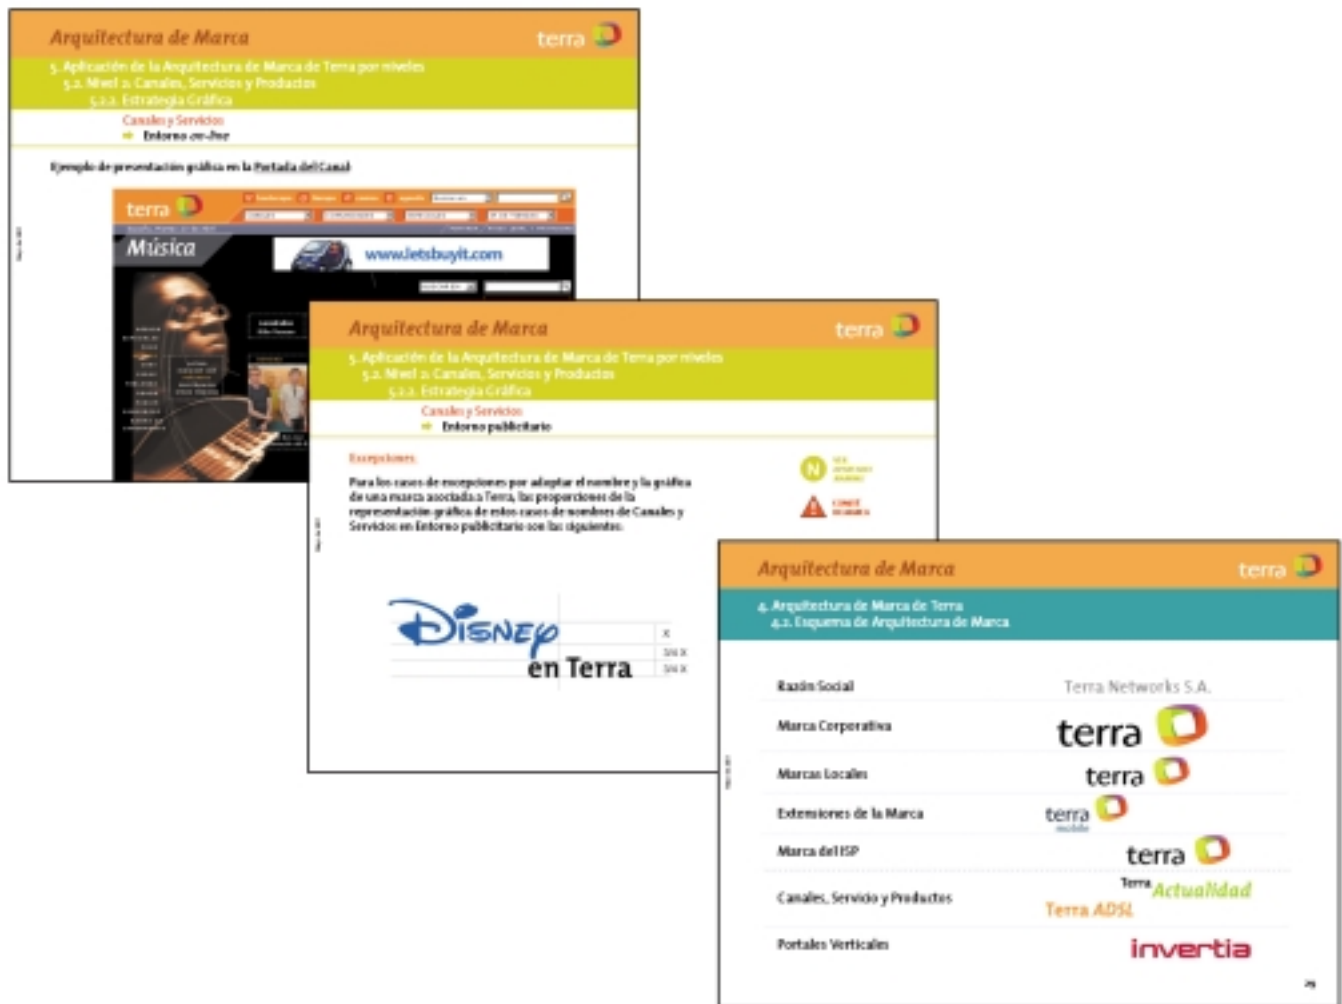 Arquitectura de Marca
terra
5. Aplicación de la Arquitectura de Marca de Terra por niveles
5.2. Nivel 2: Canales, Servicios y Productos
5.2.2. Estrategia Gráfica
Canales y Servicios
Entorno on-line
Ejemplo de presentación gráfica en la Portada del Canal:
terra
Música
www.letsbuyit.com
Arquitectura de Marca
terra
5. Aplicación de la Arquitectura de Marca de Terra por niveles
5.2. Nivel 2: Canales, Servicios y Productos
5.2.2. Estrategia Gráfica
Canales y Servicios
Entorno publicitario
Excepciones:
N
Para los casos de excepciones por adoptar el nombre y la gráfica
de una marca asociada a Terra, las proporciones de la
representación gráfica de estos casos de nombres de Canales y
Servicios en Entorno publicitario son las siguientes:
Disney
en Terra
X
3/4 X
3/4 X
Arquitectura de Marca
terra
4. Arquitectura de Marca de Terra
4.2. Esquema de Arquitectura de Marca
Razón Social
Terra Networks S.A.
Marca Corporativa
terra
Marcas Locales
terra
Extensiones de la Marca
terra
mobile
Marca del ISP
terra
Canales, Servicio y Productos
Terra Actualidad
Terra ADSL
Portales Verticales
invertia
29